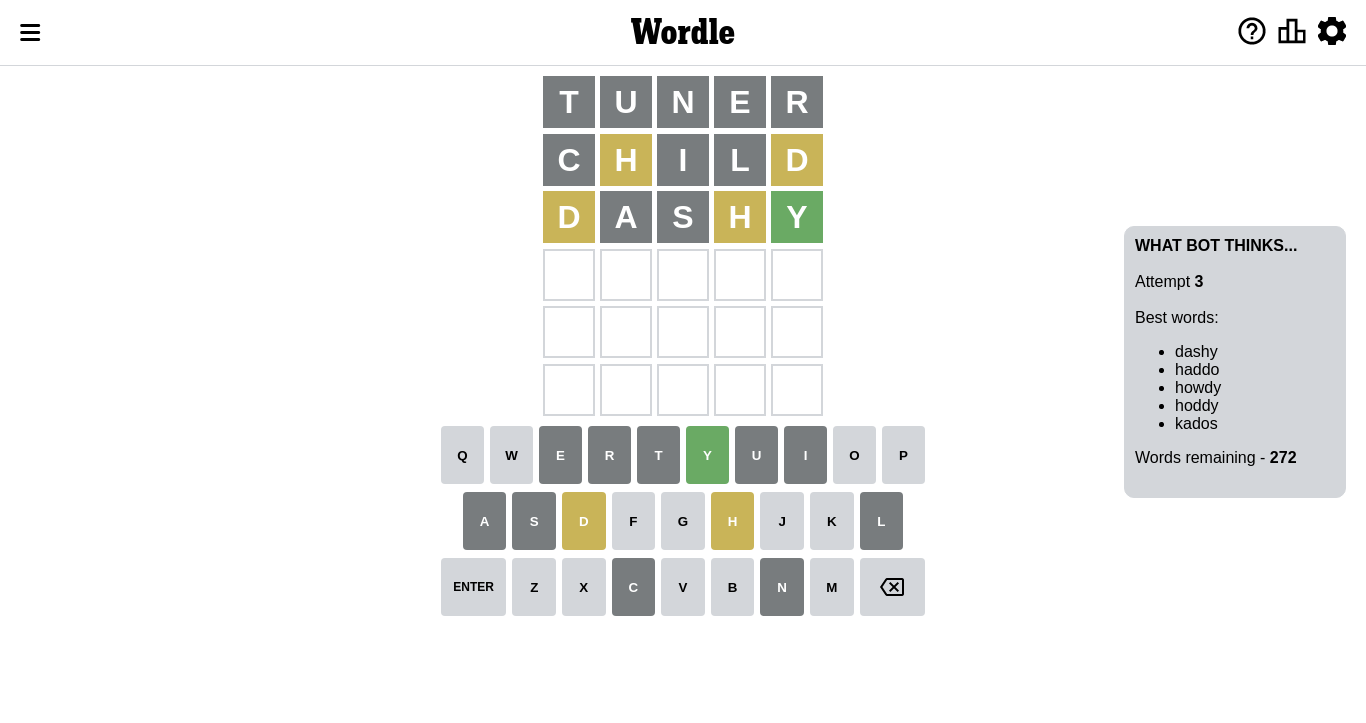 Wordle
T U N E R
C H I L D
D A S H Y
WHAT BOT THINKS...
Attempt 3
Best words:
dashy
haddo
howdy
hoddy
kados
Words remaining - 272
Q W E R T Y U I O P
A S D F G H J K L
ENTER Z X C V B N M